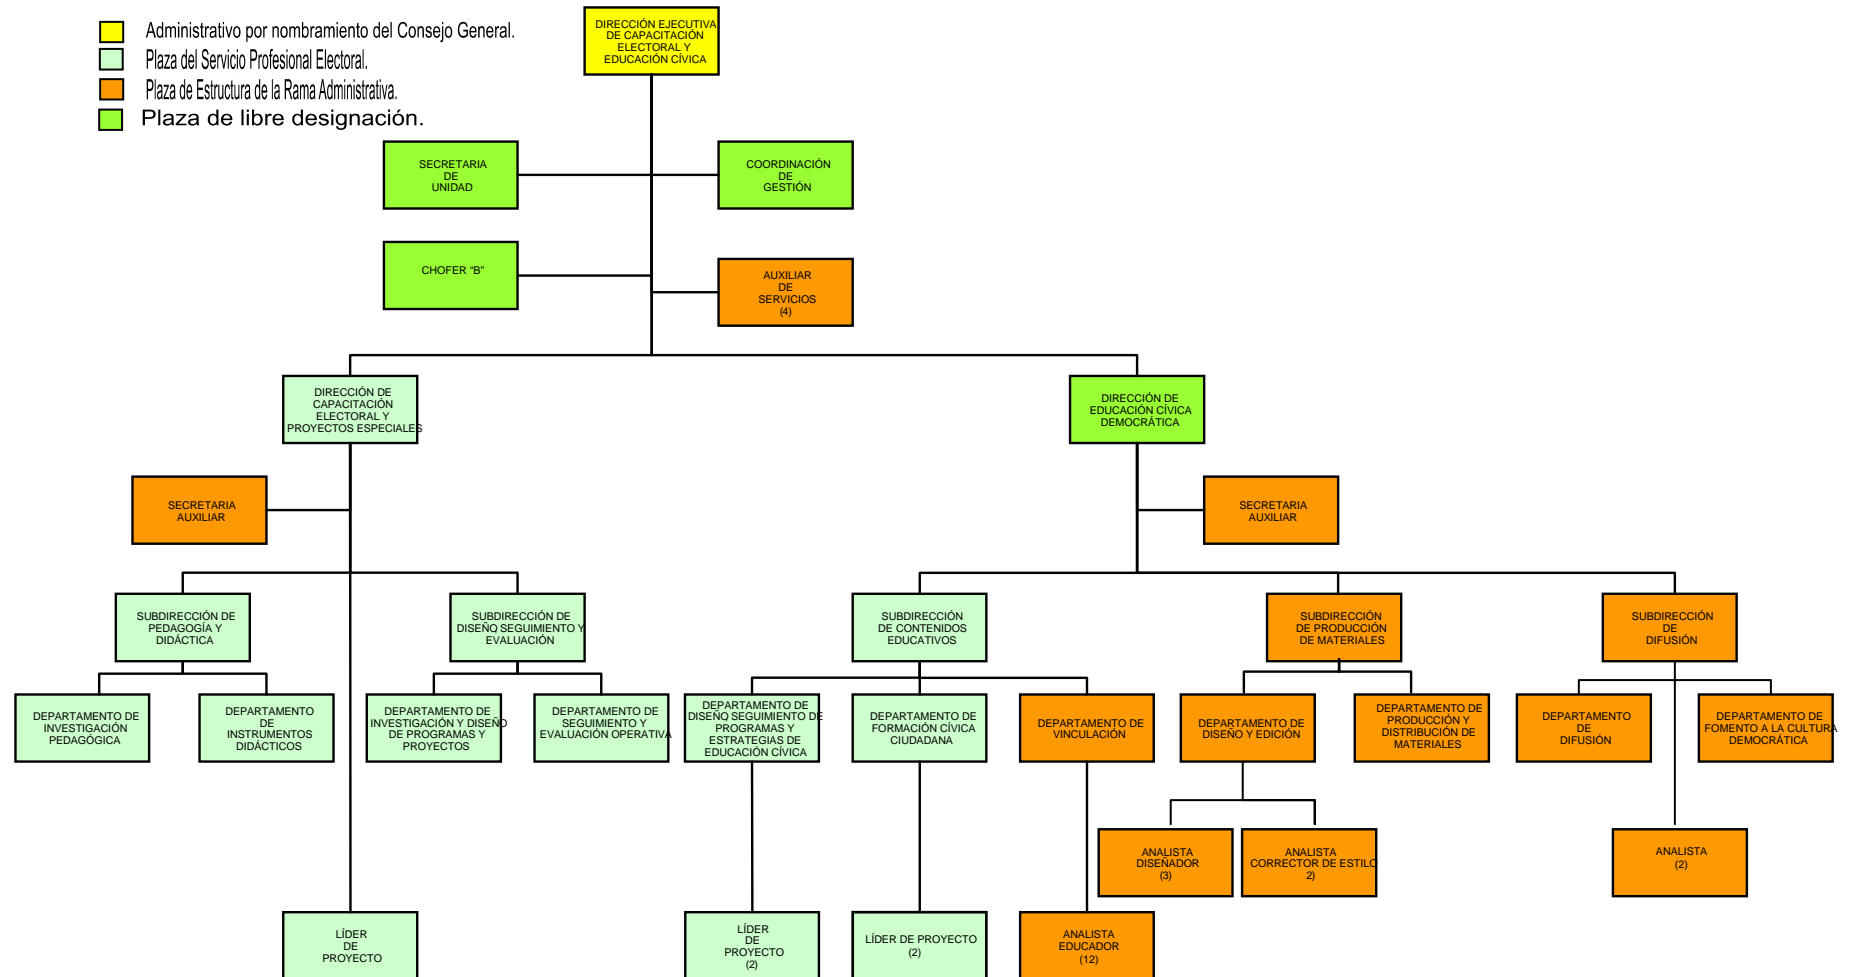 DIRECCIÓN EJECUTIVA
DE CAPACITACIÓN
ELECTORAL Y
EDUCACIÓN CÍVICA
Administrativo por nombramiento del Consejo General.
Plaza del Servicio Profesional Electoral.
Plaza de Estructura de la Rama Administrativa.
Plaza de libre designación.
SECRETARIA
DE
UNIDAD
COORDINACIÓN
DE
GESTIÓN
CHOFER “B”
AUXILIAR
DE
SERVICIOS
(4)
DIRECCIÓN DE
CAPACITACIÓN
ELECTORAL Y
PROYECTOS ESPECIALES
DIRECCIÓN DE
EDUCACIÓN CÍVICA
DEMOCRÁTICA
SECRETARIA
AUXILIAR
SECRETARIA
AUXILIAR
SUBDIRECCIÓN DE
PEDAGOGÍA Y
DIDÁCTICA
SUBDIRECCIÓN DE
DISEÑO, SEGUIMIENTO Y
EVALUACIÓN
SUBDIRECCIÓN
DE CONTENIDOS
EDUCATIVOS
SUBDIRECCIÓN
DE PRODUCCIÓN
DE MATERIALES
SUBDIRECCIÓN
DE
DIFUSIÓN
DEPARTAMENTO DE
INVESTIGACIÓN
PEDAGÓGICA
DEPARTAMENTO
DE
INSTRUMENTOS
DIDÁCTICOS
DEPARTAMENTO DE
INVESTIGACIÓN Y DISEÑO
DE PROGRAMAS Y
PROYECTOS
DEPARTAMENTO DE
SEGUIMIENTO Y
EVALUACIÓN OPERATIVA
DEPARTAMENTO DE
DISEÑO, SEGUIMIENTO DE
PROGRAMAS Y
ESTRATEGIAS DE
EDUCACIÓN CÍVICA
DEPARTAMENTO DE
FORMACIÓN CÍVICA
CIUDADANA
DEPARTAMENTO DE
VINCULACIÓN
DEPARTAMENTO DE
DISEÑO Y EDICIÓN
DEPARTAMENTO DE
PRODUCCIÓN Y
DISTRIBUCIÓN DE
MATERIALES
DEPARTAMENTO
DE
DIFUSIÓN
DEPARTAMENTO DE
FOMENTO A LA CULTURA
DEMOCRÁTICA
ANALISTA
DISEÑADOR
(3)
ANALISTA
CORRECTOR DE ESTILO
2)
ANALISTA
(2)
LÍDER
DE
PROYECTO
LÍDER
DE
PROYECTO
(2)
LÍDER DE PROYECTO
(2)
ANALISTA
EDUCADOR
(12)